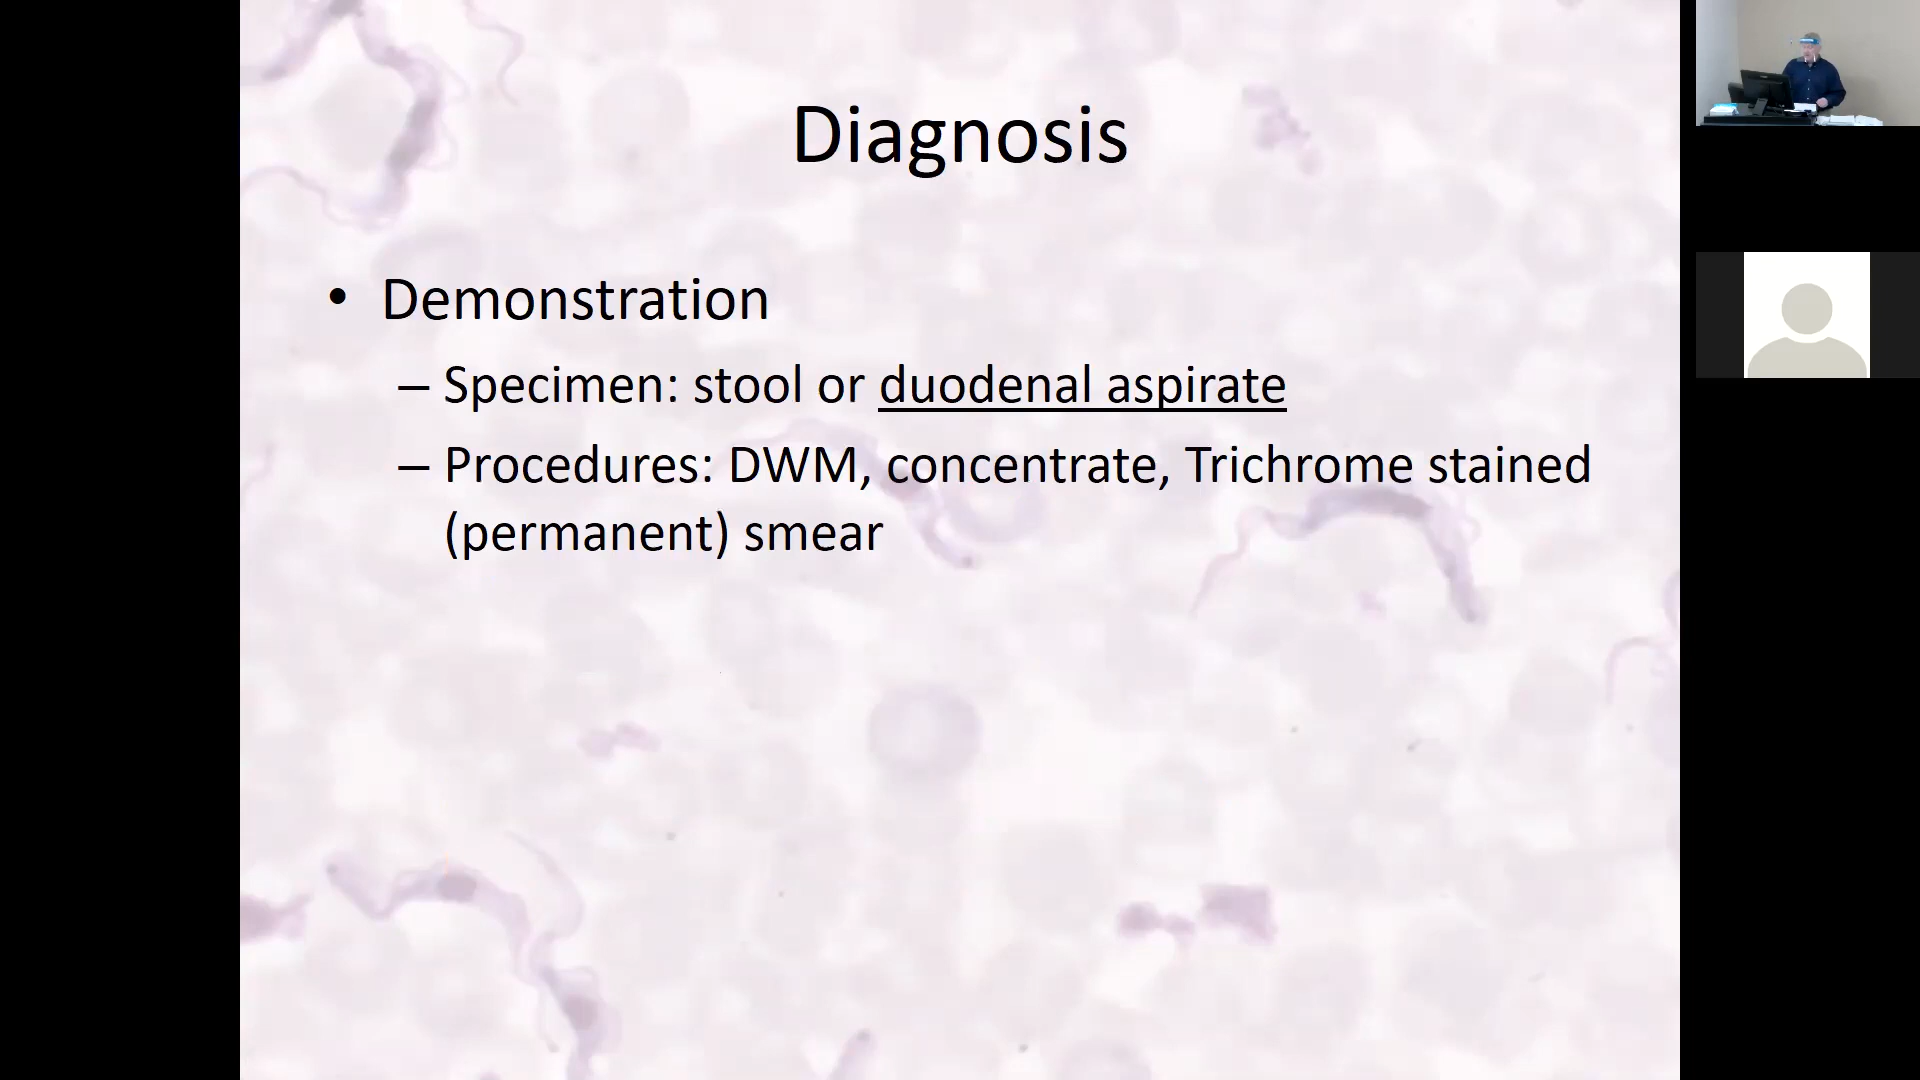 Diagnosis
• Demonstration
– Specimen: stool or duodenal aspirate
– Procedures: DWM, concentrate, Trichrome stained
(permanent) smear